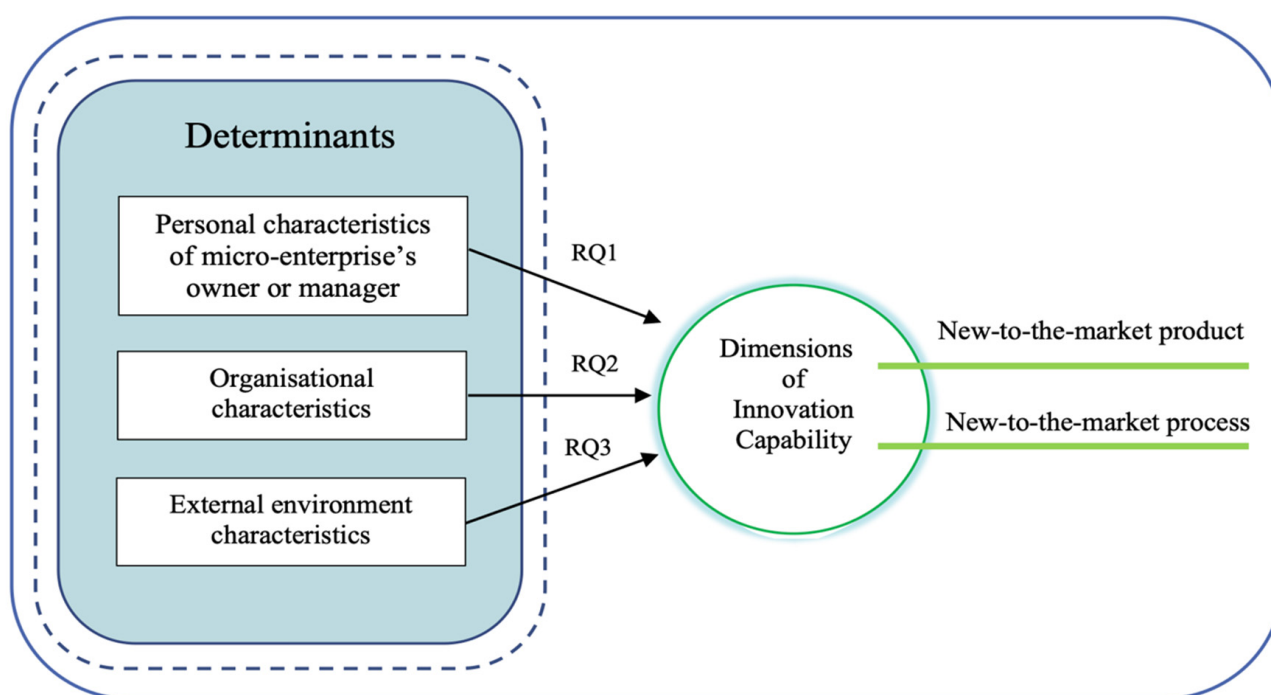 Determinants
Personal characteristics
of micro-enterprise’s
owner or manager
RQ1
Organisational
characteristics
RQ2
External environment
characteristics
RQ3
Dimensions
of
Innovation
Capability
New-to-the-market product
New-to-the-market process